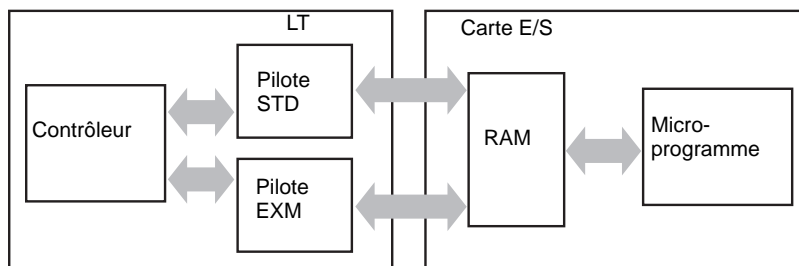 LT
Carte E/S
Pilote
STD
Contrôleur
RAM
Micro-
programme
Pilote
EXM